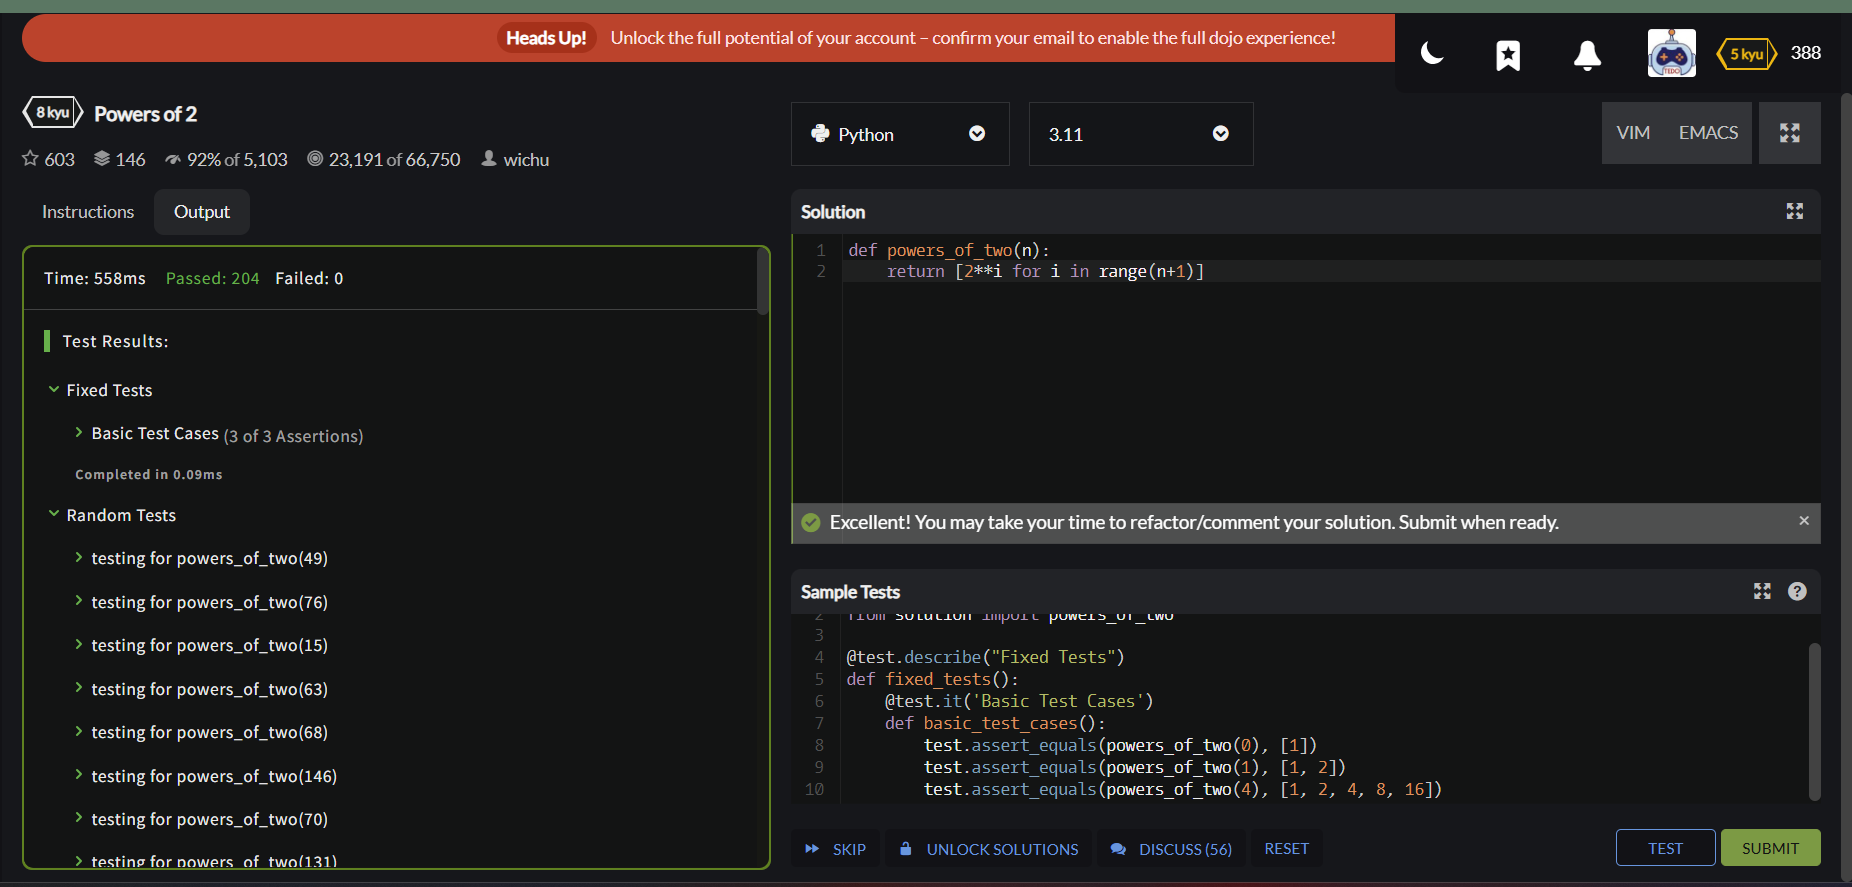 Heads Up! Unlock the full potential of your account – confirm your email to enable the full dojo experience!
5 kyu 388
8 kyu Powers of 2
603 146 92% of 5,103 23,191 of 66,750 wichu
Instructions Output
Time: 558ms Passed: 204 Failed: 0
Test Results:
Fixed Tests
Basic Test Cases (3 of 3 Assertions)
Completed in 0.09ms
Random Tests
testing for powers_of_two(49)
testing for powers_of_two(76)
testing for powers_of_two(15)
testing for powers_of_two(63)
testing for powers_of_two(68)
testing for powers_of_two(146)
testing for powers_of_two(70)
testing for powers_of_two(131)
Python 3.11
VIM EMACS
TEDO
Solution
1 def powers_of_two(n):
2 return [2**i for i in range(n+1)]
Excellent! You may take your time to refactor/comment your solution. Submit when ready.
Sample Tests
2 from solution import powers_of_two
3
4 @test.describe("Fixed Tests")
5 def fixed_tests():
6 @test.it('Basic Test Cases')
7 def basic_test_cases():
8 test.assert_equals(powers_of_two(0), [1])
9 test.assert_equals(powers_of_two(1), [1, 2])
10 test.assert_equals(powers_of_two(4), [1, 2, 4, 8, 16])
SKIP UNLOCK SOLUTIONS DISCUSS (56) RESET TEST SUBMIT